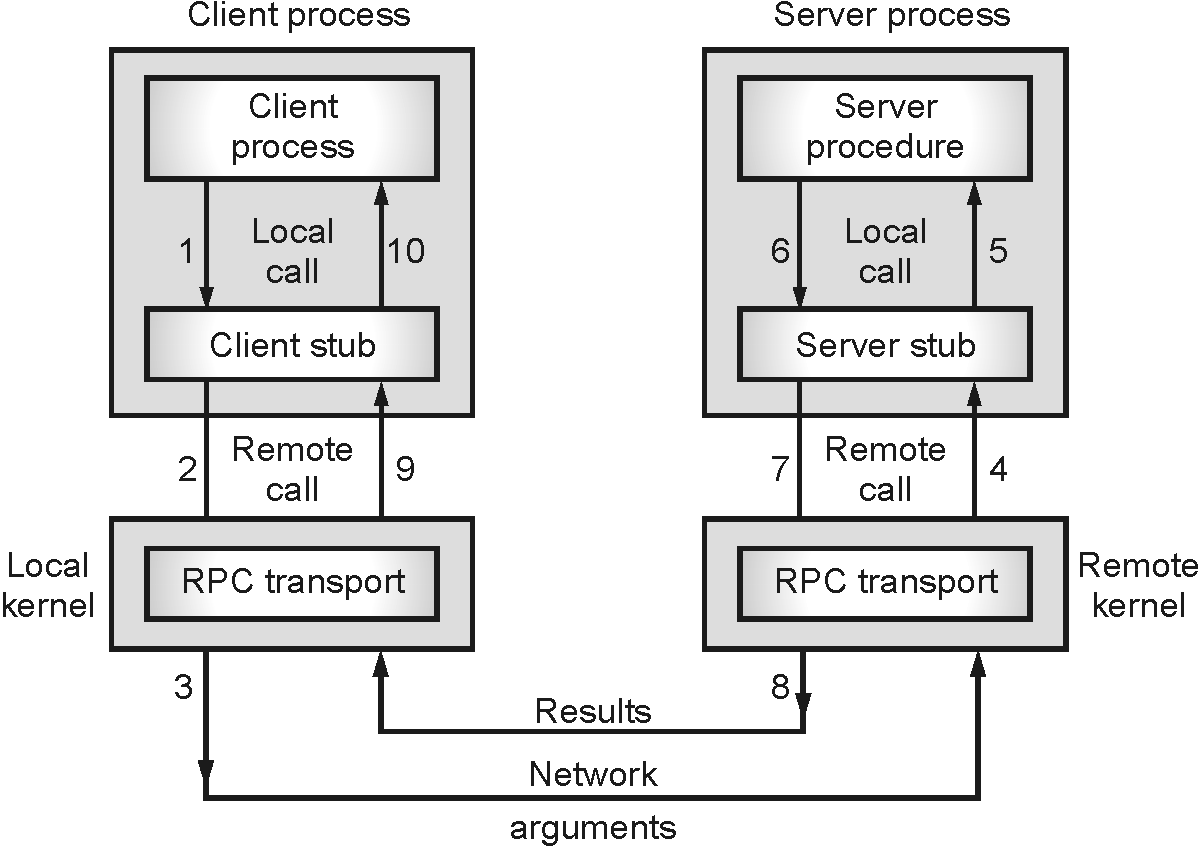 Client process
Server process
Client
process
Server
procedure
1
Local
call
10
6
Local
call
5
Client stub
Server stub
2
Remote
call
9
7
Remote
call
4
Local
kernel
RPC transport
RPC transport
Remote
kernel
3
8
Results
Network
arguments